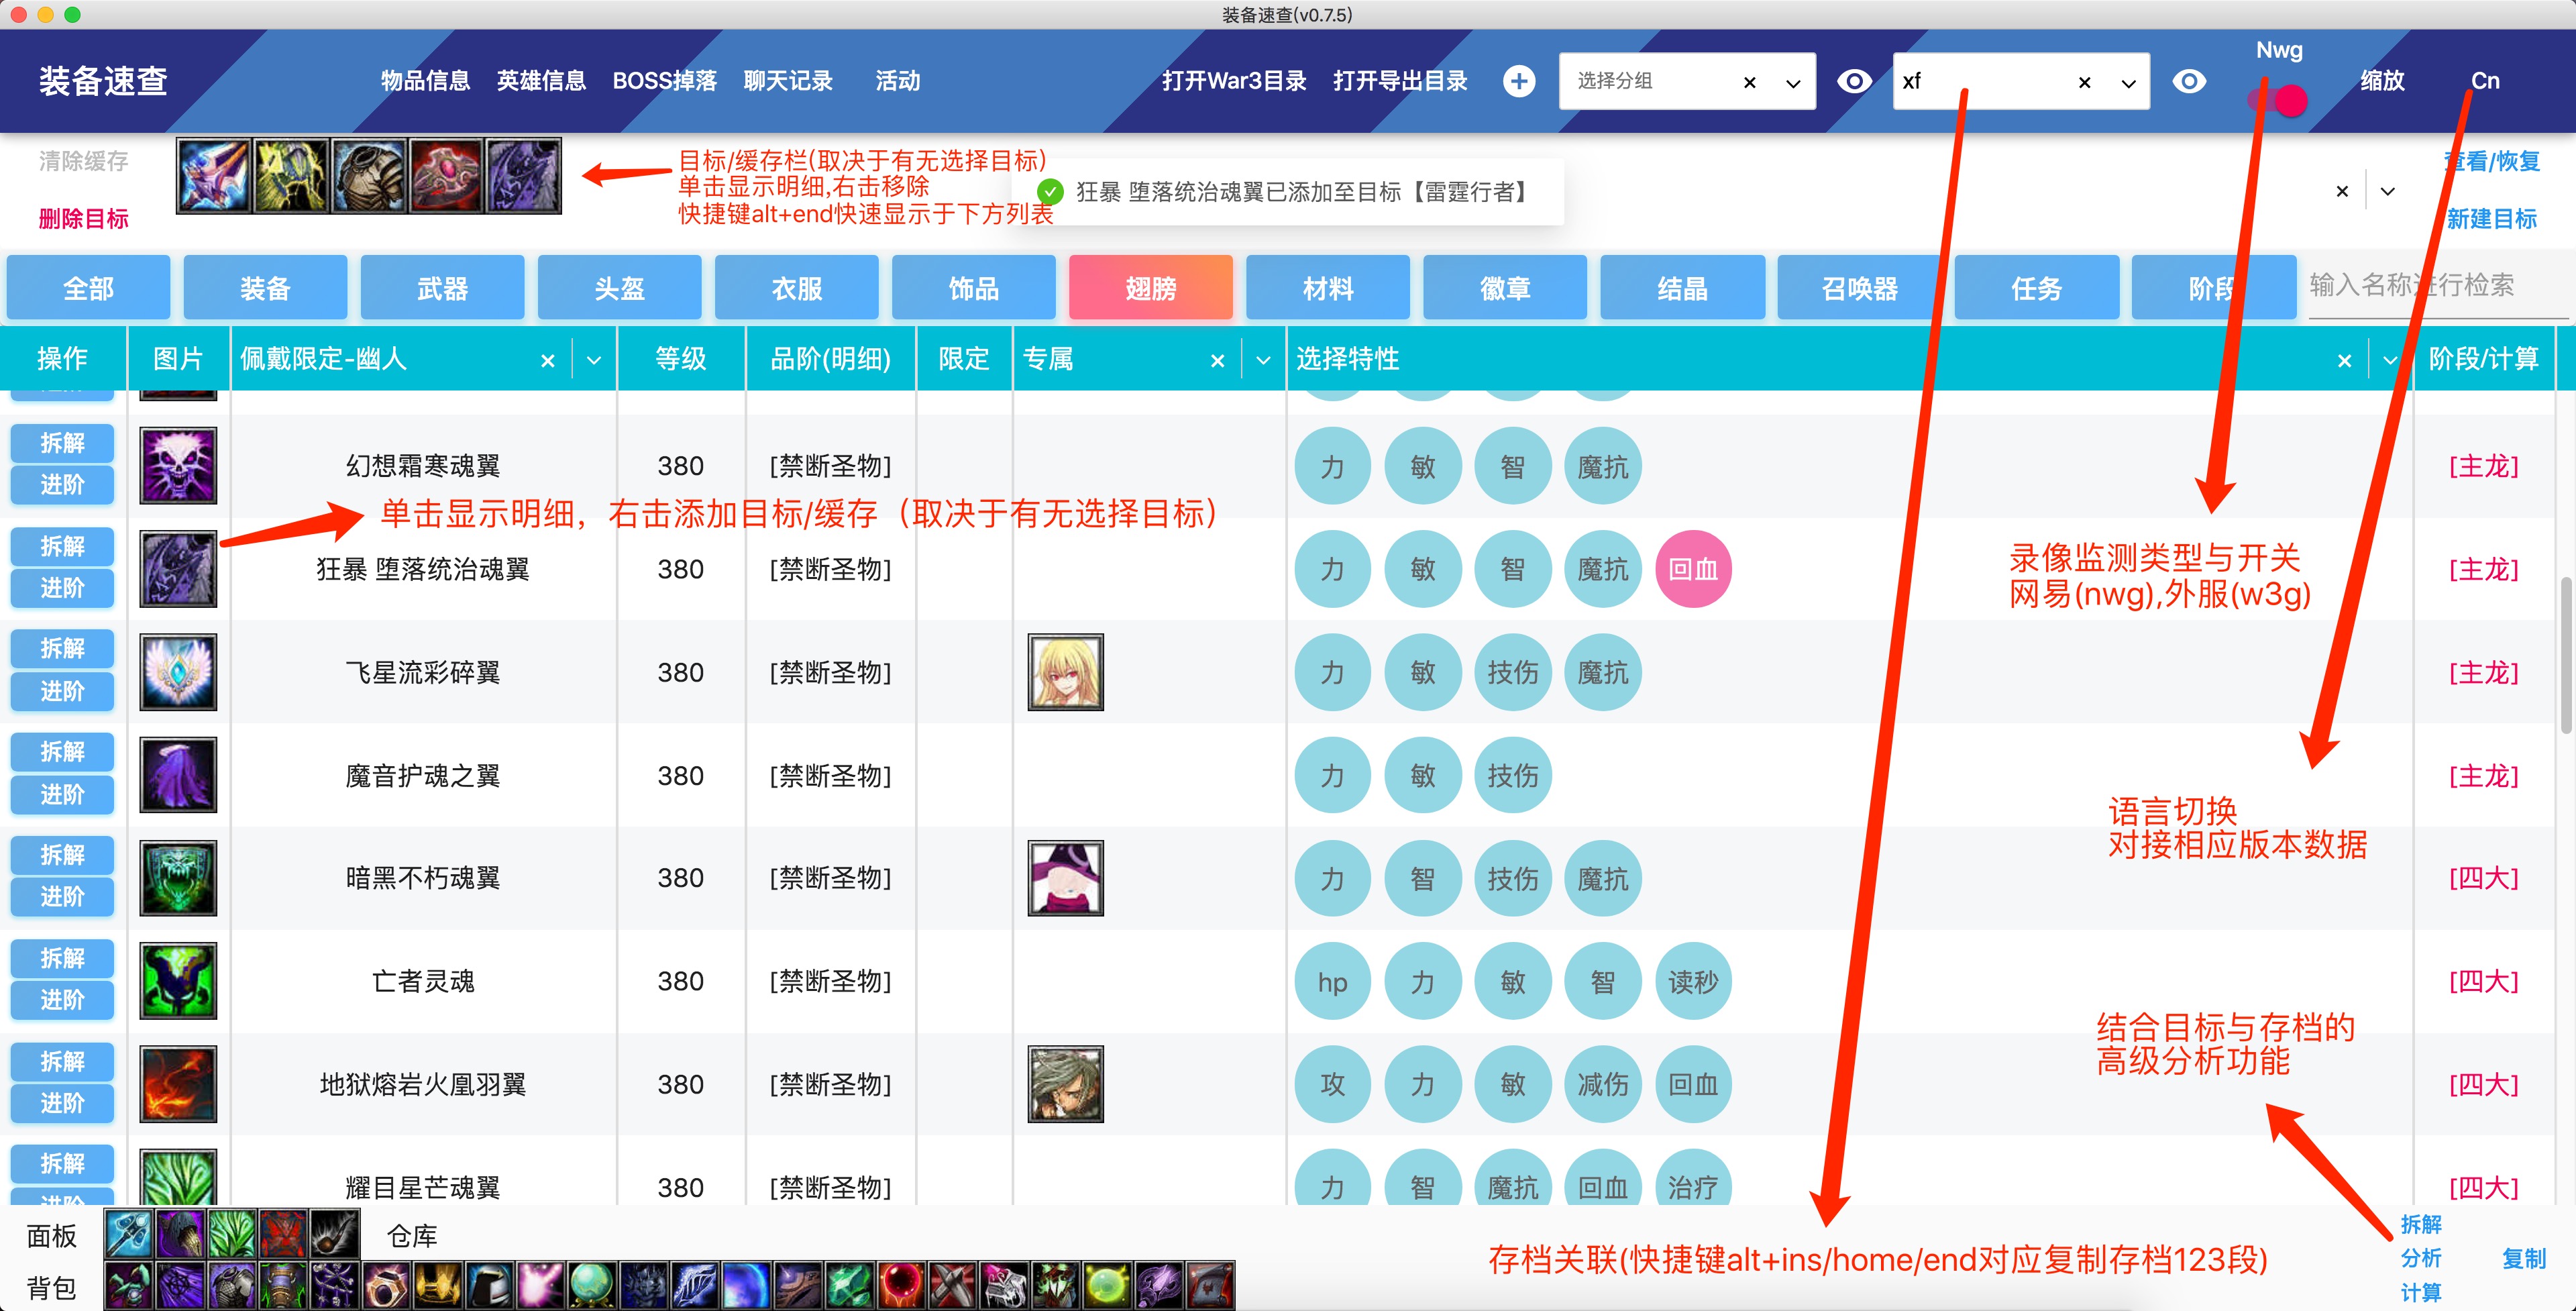 装备速查(v0.7.5)
装备速查 物品信息 英雄信息 BOSS掉落 聊天记录 活动 打开War3目录 打开导出目录 选择分组 xf Nwg 缩放 Cn
清除缓存
删除目标
目标/缓存栏(取决于有无选择目标)
单击显示明细,右击移除
快捷键alt+end快速显示于下方列表
狂暴 堕落统治魂翼已添加至目标【雷霆行者】
查看/恢复
新建目标
全部 装备 武器 头盔 衣服 饰品 翅膀 材料 徽章 结晶 召唤器 任务 阶段 输入名称进行检索
操作 图片 佩戴限定-幽人 等级 品阶(明细) 限定 专属 选择特性 阶段/计算
拆解 进阶 幻想霜寒魂翼 380 [禁断圣物] 力 敏 智 魔抗 [主龙]
单击显示明细，右击添加目标/缓存（取决于有无选择目标）
拆解 进阶 狂暴 堕落统治魂翼 380 [禁断圣物] 力 敏 智 魔抗 回血 [主龙]
录像监测类型与开关
网易(nwg),外服(w3g)
拆解 进阶 飞星流彩碎翼 380 [禁断圣物] 力 敏 技伤 魔抗 [主龙]
拆解 进阶 魔音护魂之翼 380 [禁断圣物] 力 敏 技伤 [主龙]
语言切换
对接相应版本数据
拆解 进阶 暗黑不朽魂翼 380 [禁断圣物] 力 智 技伤 魔抗 [四大]
拆解 进阶 亡者灵魂 380 [禁断圣物] hp 力 敏 智 读秒 [四大]
结合目标与存档的
高级分析功能
拆解 进阶 地狱熔岩火凰羽翼 380 [禁断圣物] 攻 力 敏 减伤 回血 [四大]
拆解 进阶 耀目星芒魂翼 380 [禁断圣物] 力 智 魔抗 回血 治疗 [四大]
面板 仓库
背包
存档关联(快捷键alt+ins/home/end对应复制存档123段)
拆解
分析 复制
计算